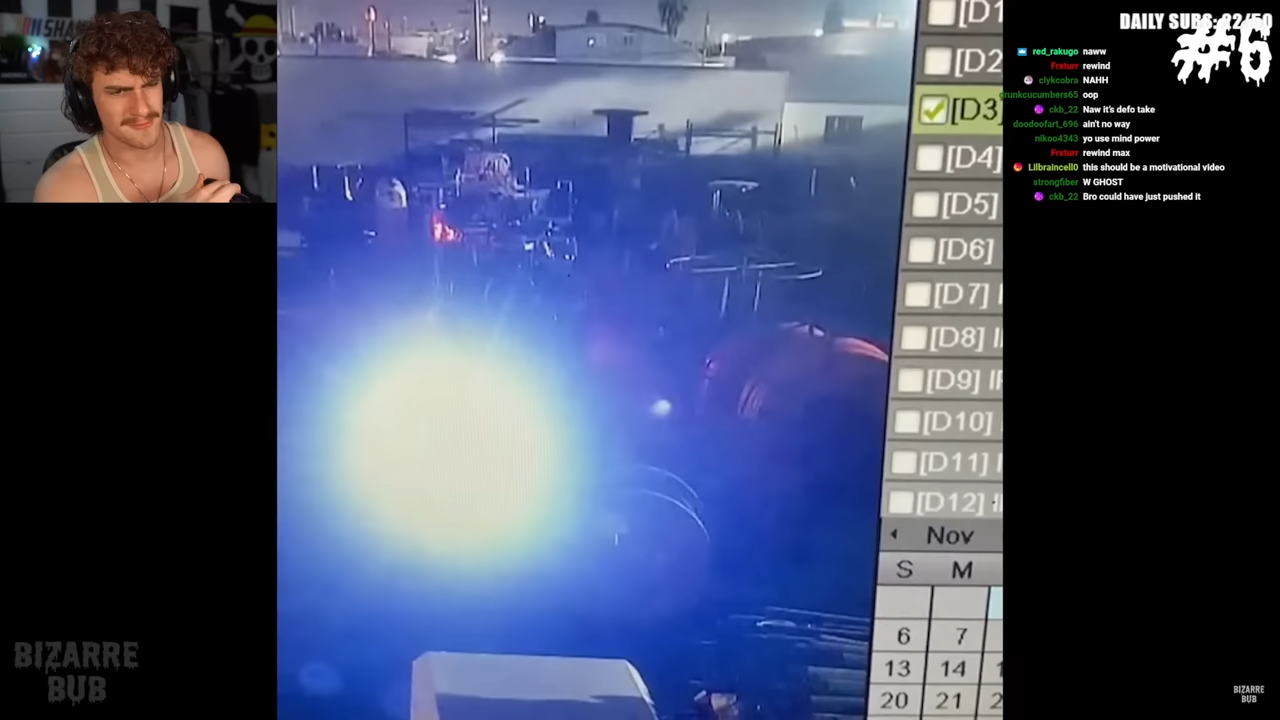 DAILY SUBS: 22/50
#6
red_rakugo naww
Frxturr rewind
clykcobra NAHH
drunkcucumbers65 oop
ckb_22 Naw it's defo take
doodoofart_696 ain't no way
nikoo4343 yo use mind power
Frxturr rewind max
Lilbraincell0 this should be a motivational video
strongfiber W GHOST
ckb_22 Bro could have just pushed it
[D1
[D2
[D3]
[D4]
[D5]
[D6]
[D7]
[D8]
[D9]
[D10]
[D11]
[D12]
Nov
S M
6 7
13 14 1
20 21 2
BIZARRE
BUB
BIZARRE
BUB